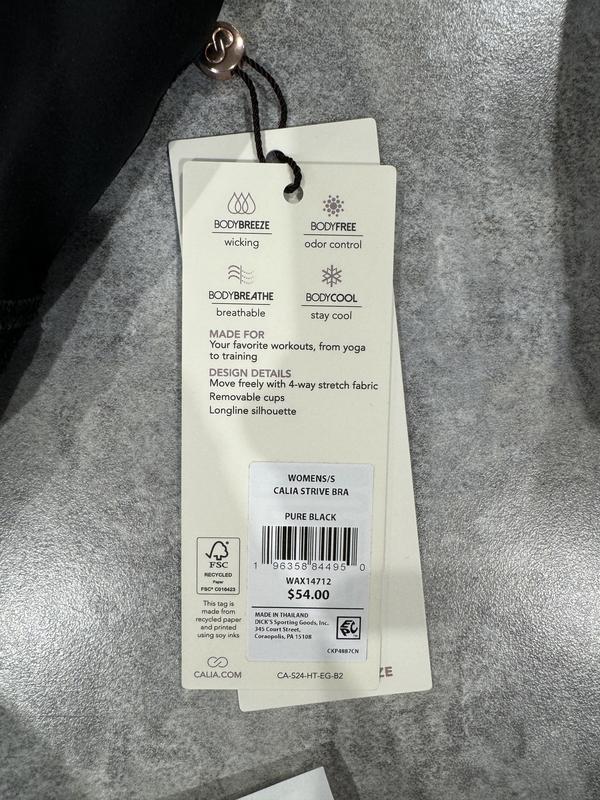 BODYBREEZE
wicking
BODYFREE
odor control
BODYBREATHE
breathable
BODYCOOL
stay cool
MADE FOR
Your favorite workouts, from yoga
to training
DESIGN DETAILS
Move freely with 4-way stretch fabric
Removable cups
Longline silhouette
WOMENS/S
CALIA STRIVE BRA
PURE BLACK
1 96358 84495 0
WAX14712
$54.00
MADE IN THAILAND
DICK'S Sporting Goods, Inc.
345 Court Street,
Coraopolis, PA 15108
CKP4887CN
FSC
RECYCLED
Paper
FSC® C016423
This tag is
made from
recycled paper
and printed
using soy inks
CALIA.COM
CA-S24-HT-EG-B2
ZE